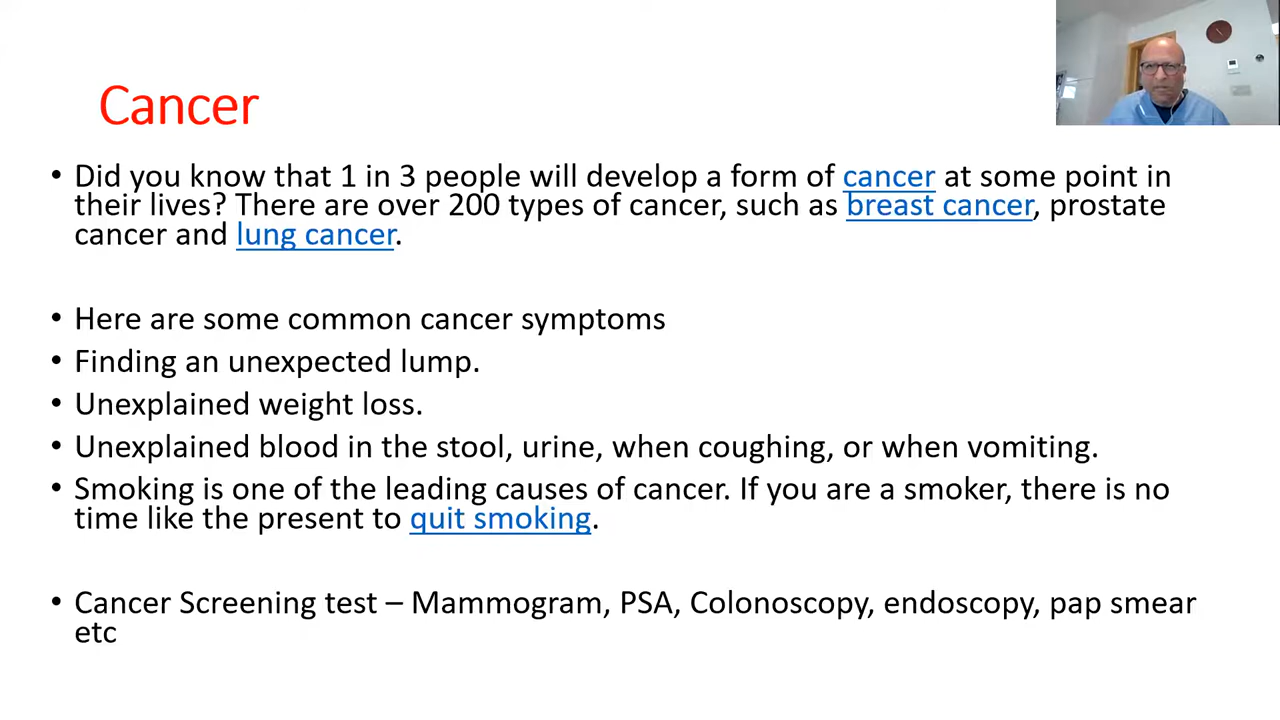 Cancer
• Did you know that 1 in 3 people will develop a form of cancer at some point in
their lives? There are over 200 types of cancer, such as breast cancer, prostate
cancer and lung cancer.
• Here are some common cancer symptoms
• Finding an unexpected lump.
• Unexplained weight loss.
• Unexplained blood in the stool, urine, when coughing, or when vomiting.
• Smoking is one of the leading causes of cancer. If you are a smoker, there is no
time like the present to quit smoking.
• Cancer Screening test – Mammogram, PSA, Colonoscopy, endoscopy, pap smear
etc